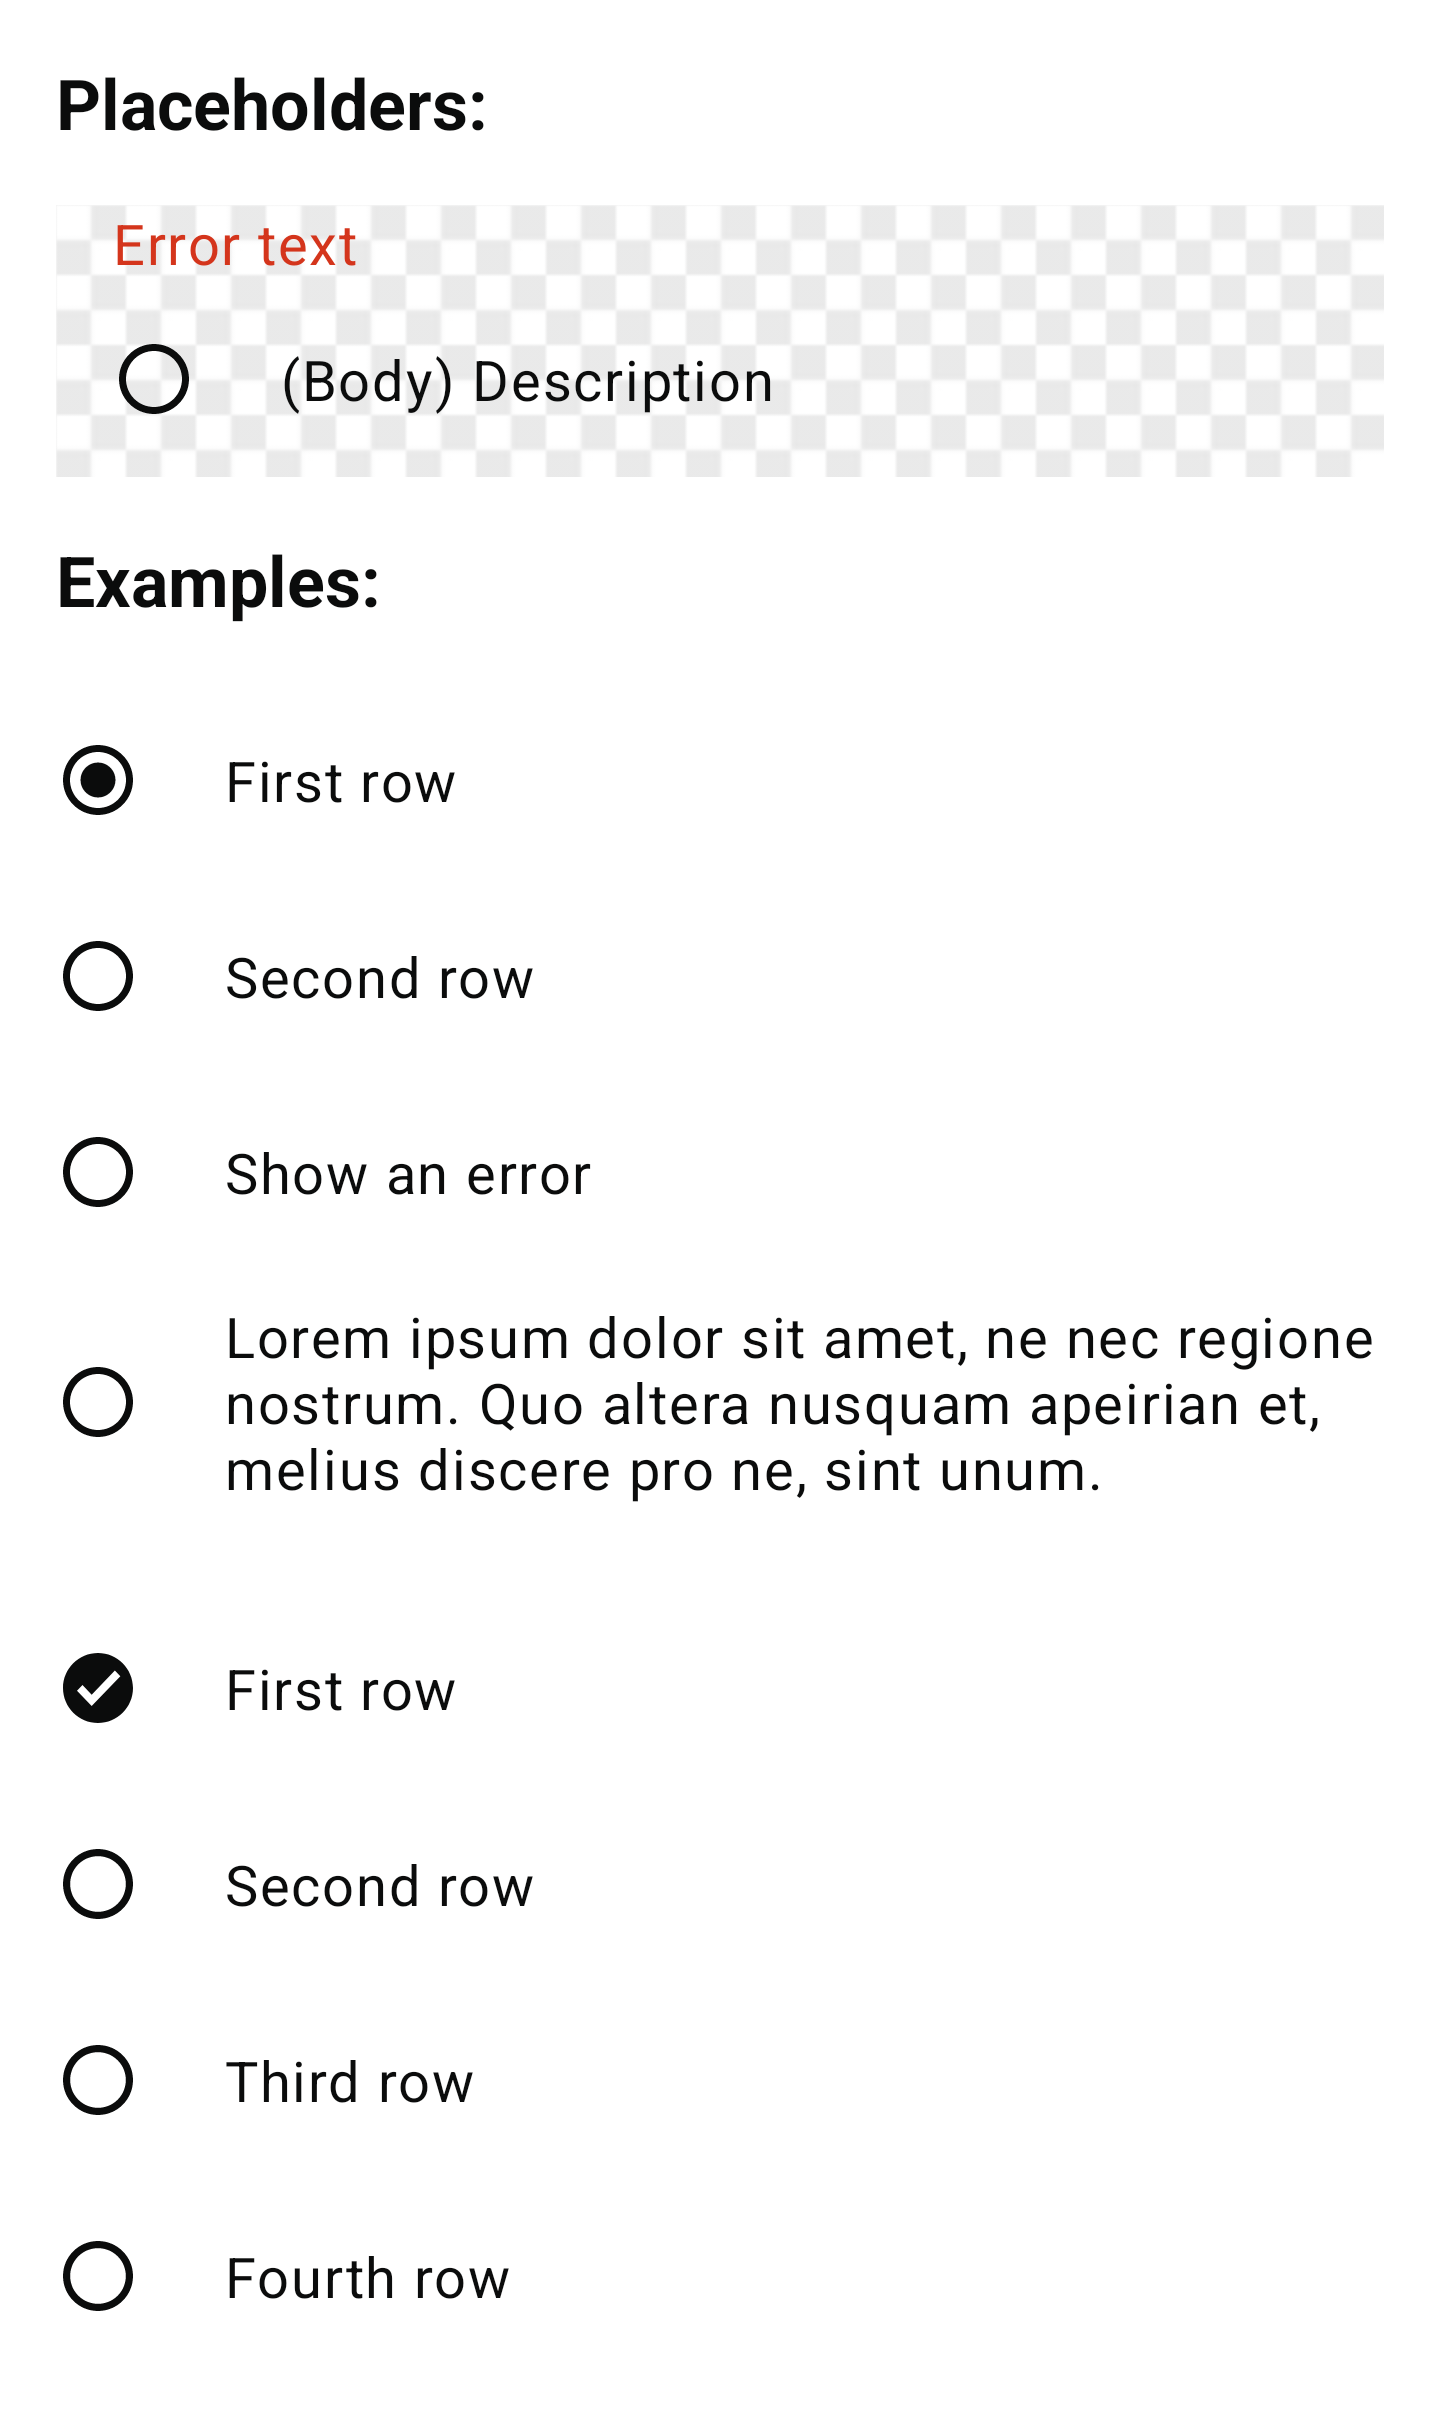 Placeholders:
Error text
(Body) Description
Examples:
First row
Second row
Show an error
Lorem ipsum dolor sit amet, ne nec regione
nostrum. Quo altera nusquam apeirian et,
melius discere pro ne, sint unum.
First row
Second row
Third row
Fourth row